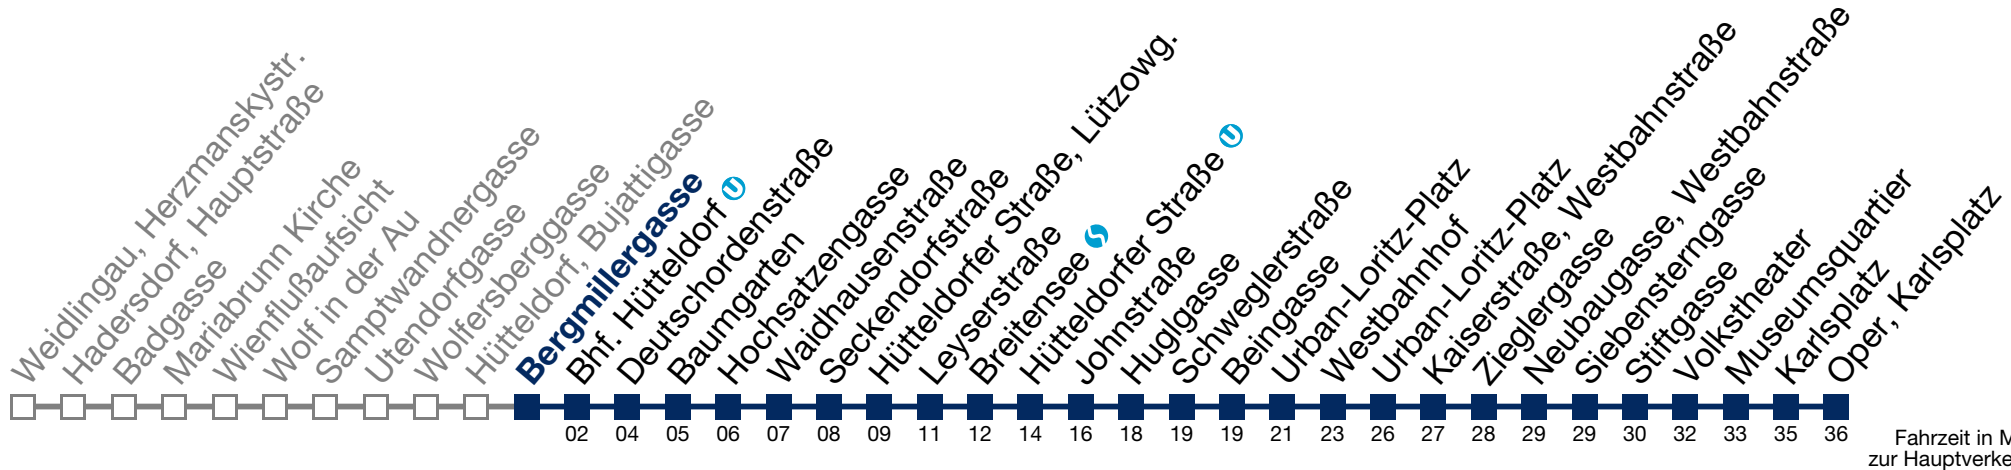 Weidlingau, Herzmanskystr.
Hadersdorf, Hauptstraße
Badgasse
Mariabrunn Kirche
Wienflußaufsicht
Wolf in der Au
Samptwandnergasse
Utendorfgasse
Wolfersberggasse
Hütteldorf, Bujattigasse
Bergmillergasse
Bhf. Hütteldorf U
Deutschordenstraße
Baumgarten
Hochsatzengasse
Waidhausenstraße
Seckendorfstraße
Hütteldorfer Straße, Lützowg.
Leyserstraße
Breitensee S
Hütteldorfer Straße U
Johnstraße
Huglgasse
Schweglerstraße
Beingasse
Urban-Loritz-Platz
Westbahnhof
Urban-Loritz-Platz
Kaiserstraße, Westbahnstraße
Zieglergasse
Neubaugasse, Westbahnstraße
Siebensterngasse
Stiftgasse
Volkstheater
Museumsquartier
Karlsplatz
Oper, Karlsplatz
02 04 05 06 07 08 09 11 12 14 16 18 19 19 21 23 26 27 28 29 29 30 32 33 35 36
Fahrzeit in M
zur Hauptverke